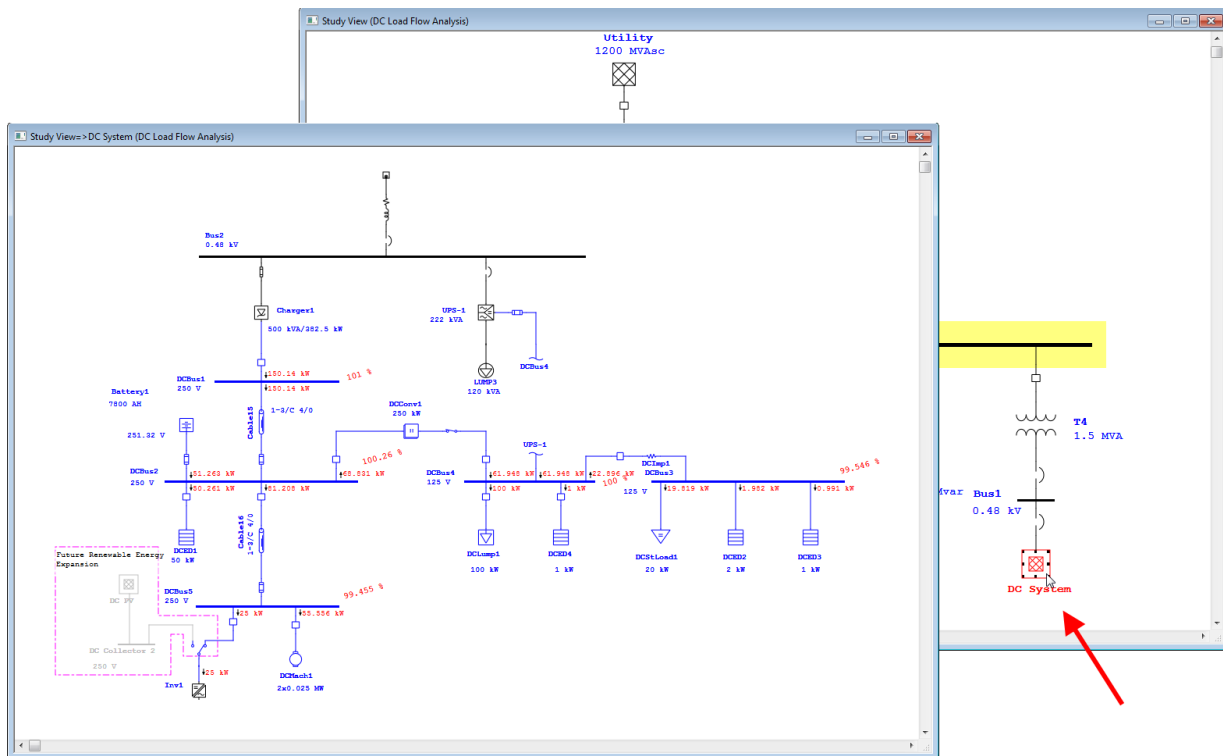 Study View (DC Load Flow Analysis)
Utility
1200 MVAsc
Study View=>DC System (DC Load Flow Analysis)
Bus2
0.48 kV
Charger1
500 kVA/382.5 kW
UPS-1
222 kVA
DCBus4
LUMP3
120 kVA
DCBus1
250 V
150.14 kW
150.14 kW
101 %
Battery1
7800 AH
251.32 V
Cable15
1-3/C 4/0
DCConv1
250 kW
DCBus2
250 V
51.263 kW
50.261 kW
81.208 kW
68.831 kW
100.26 %
DCBus4
125 V
UPS-1
61.948 kW
61.948 kW
22.896 kW
100 kW
1 kW
100 %
DCImp1
DCBus3
125 V
19.819 kW
1.982 kW
0.991 kW
99.546 %
DCED1
50 kW
Cable16
1-3/C 4/0
DCLump1
100 kW
DCED4
1 kW
DCStLoad1
20 kW
DCED2
2 kW
DCED3
1 kW
Future Renewable Energy
Expansion
DC PV
DC Collector 2
250 V
DCBus5
250 V
25 kW
55.556 kW
99.455 %
25 kW
Inv1
DCMach1
2x0.025 MW
T4
1.5 MVA
Mvar
Bus1
0.48 kV
DC System